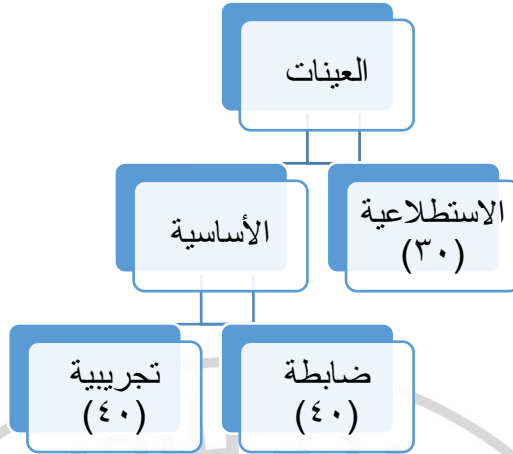 العينات
الاستطلاعية
(٣٠)
الأساسية
ضابطة
(٤٠)
تجريبية
(٤٠)